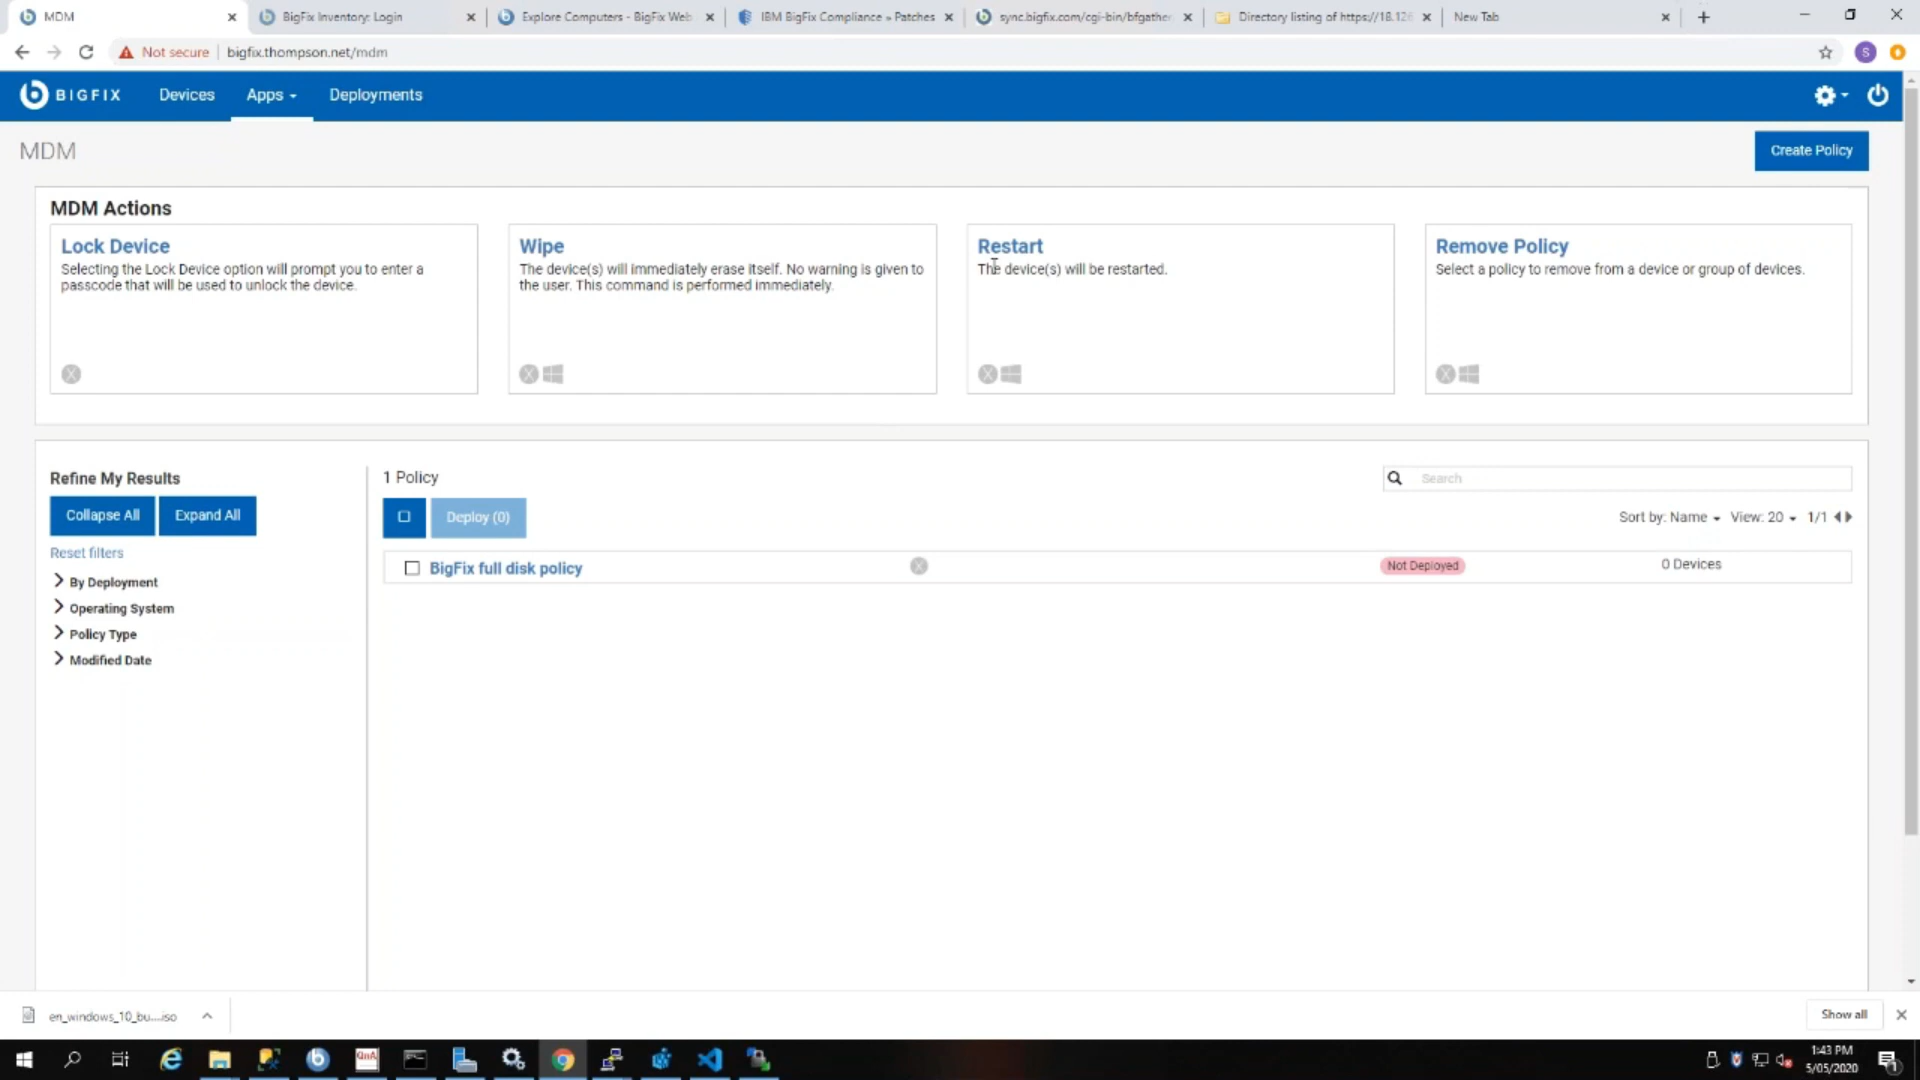 MDM
BigFix Inventory: Login
Explore Computers - BigFix Web
IBM BigFix Compliance » Patches
sync.bigfix.com/cgi-bin/bfgather
Directory listing of https://18.126
New Tab
Not secure
bigfix.thompson.net/mdm
S
BIGFIX
Devices
Apps
Deployments
MDM
Create Policy
MDM Actions
Lock Device
Selecting the Lock Device option will prompt you to enter a
passcode that will be used to unlock the device.
Wipe
The device(s) will immediately erase itself. No warning is given to
the user. This command is performed immediately.
Restart
The device(s) will be restarted.
Remove Policy
Select a policy to remove from a device or group of devices.
Refine My Results
Collapse All
Expand All
Reset filters
By Deployment
Operating System
Policy Type
Modified Date
1 Policy
Search
Deploy (0)
Sort by: Name
View: 20
1/1
BigFix full disk policy
Not Deployed
0 Devices
en_windows_10_bu....iso
Show all
QnA
1:43 PM
5/05/2020